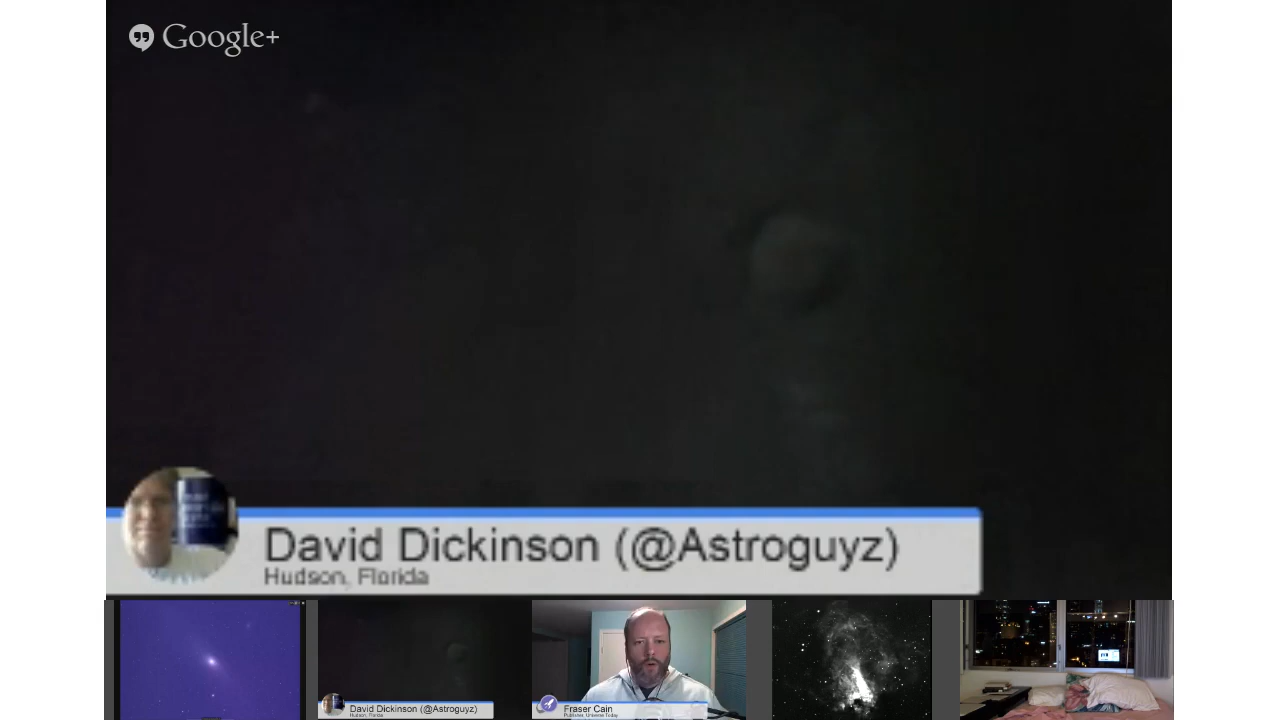 Google+
David Dickinson (@Astroguyz)
Hudson, Florida
David Dickinson (@Astroguyz)
Hudson, Florida
Fraser Cain
Publisher, Universe Today